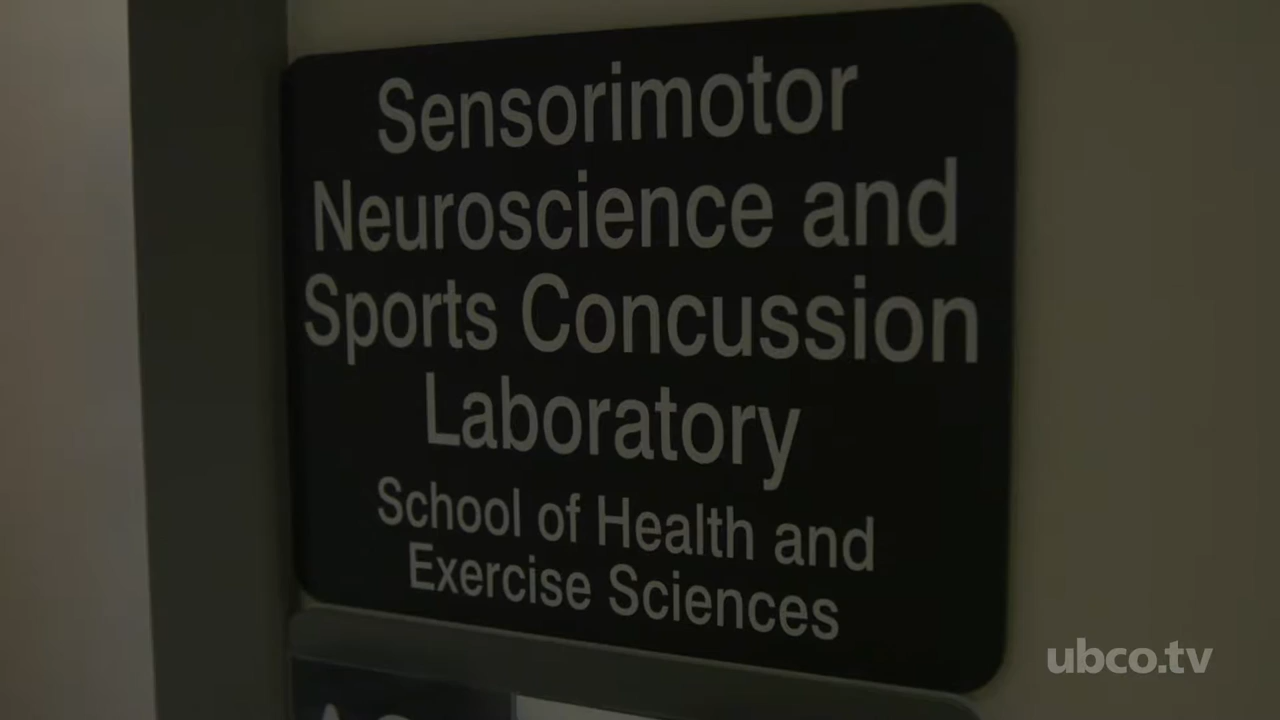 Sensorimotor
Neuroscience and
Sports Concussion
Laboratory
School of Health and
Exercise Sciences
ubco.tv